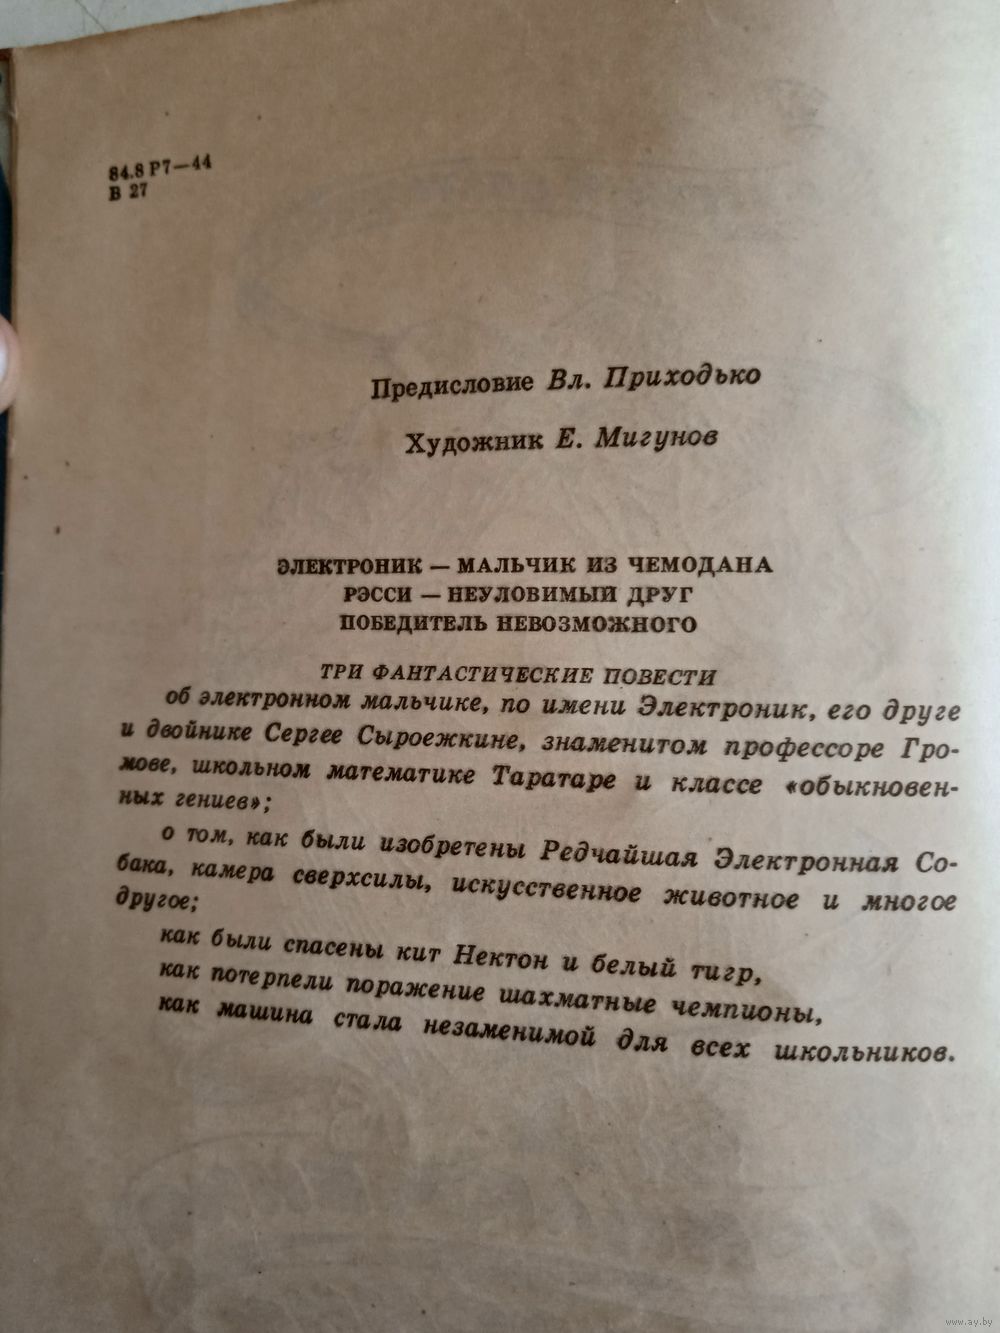 84.8 Р7—44
В 27
Предисловие Вл. Приходько
Художник Е. Мигунов
ЭЛЕКТРОНИК — МАЛЬЧИК ИЗ ЧЕМОДАНА
РЭССИ — НЕУЛОВИМЫЙ ДРУГ
ПОБЕДИТЕЛЬ НЕВОЗМОЖНОГО
ТРИ ФАНТАСТИЧЕСКИЕ ПОВЕСТИ
об электронном мальчике, по имени Электроник, его друге
и двойнике Сергее Сыроежкине, знаменитом профессоре Гро-
мове, школьном математике Таратаре и классе «обыкновен-
ных гениев»;
о том, как были изобретены Редчайшая Электронная Со-
бака, камера сверхсилы, искусственное животное и многое
другое;
как были спасены кит Нектон и белый тигр,
как потерпели поражение шахматные чемпионы,
как машина стала незаменимой для всех школьников.
www.ay.by